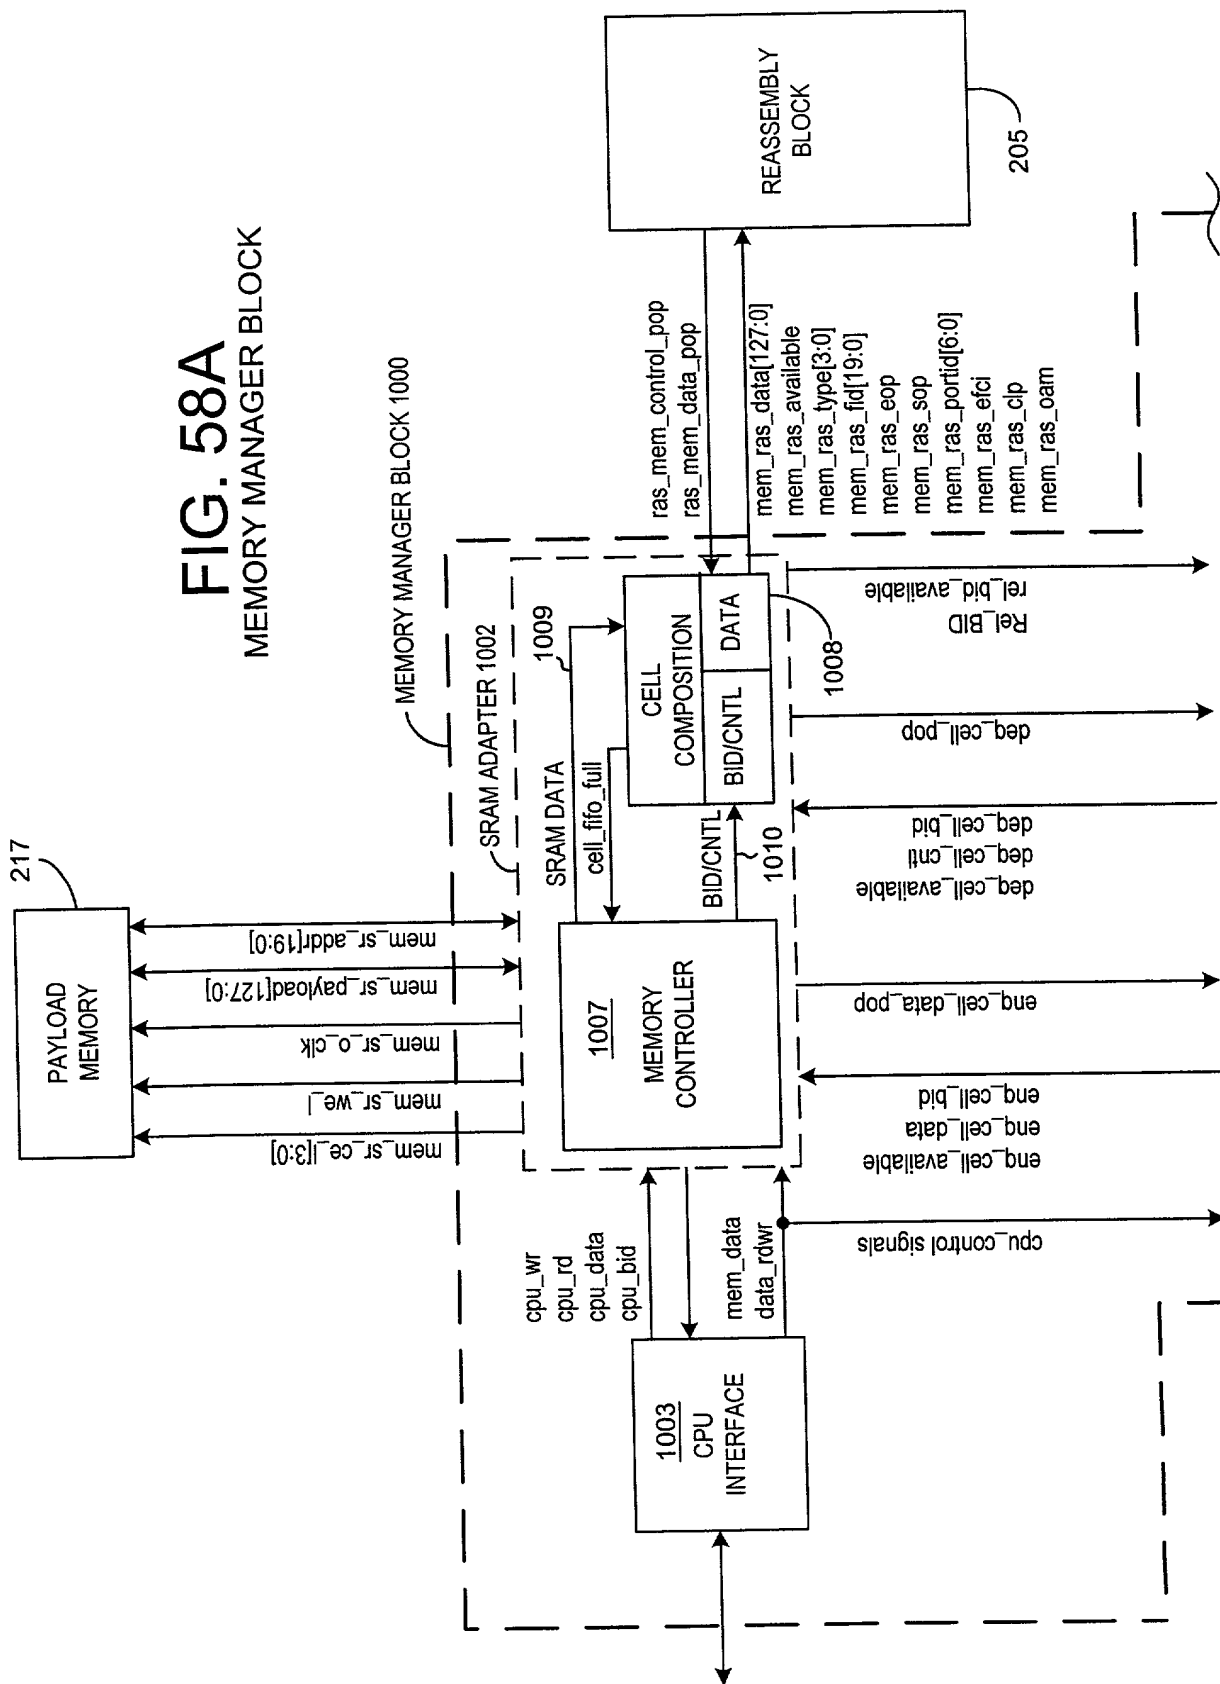 FIG. 58A
MEMORY MANAGER BLOCK
217
PAYLOAD
MEMORY
MEMORY MANAGER BLOCK 1000
SRAM ADAPTER 1002
mem_sr_ce_l[3:0]
mem_sr_we_l
mem_sr_o_clk
mem_sr_payload[127:0]
mem_sr_addr[19:0]
1003
CPU
INTERFACE
cpu_wr
cpu_rd
cpu_data
cpu_bid
mem_data
data_rdwr
1007
MEMORY
CONTROLLER
SRAM DATA
1009
cell_fifo_full
BID/CNTL
1010
CELL
COMPOSITION
BID/CNTL
DATA
1008
ras_mem_control_pop
ras_mem_data_pop
mem_ras_data[127:0]
mem_ras_available
mem_ras_type[3:0]
mem_ras_fid[19:0]
mem_ras_eop
mem_ras_sop
mem_ras_portid[6:0]
mem_ras_efci
mem_ras_clp
mem_ras_oam
REASSEMBLY
BLOCK
205
cpu_control signals
enq_cell_available
enq_cell_data
enq_cell_bid
enq_cell_data_pop
deq_cell_available
deq_cell_cntl
deq_cell_bid
deq_cell_pop
Rel_BID
rel_bid_available